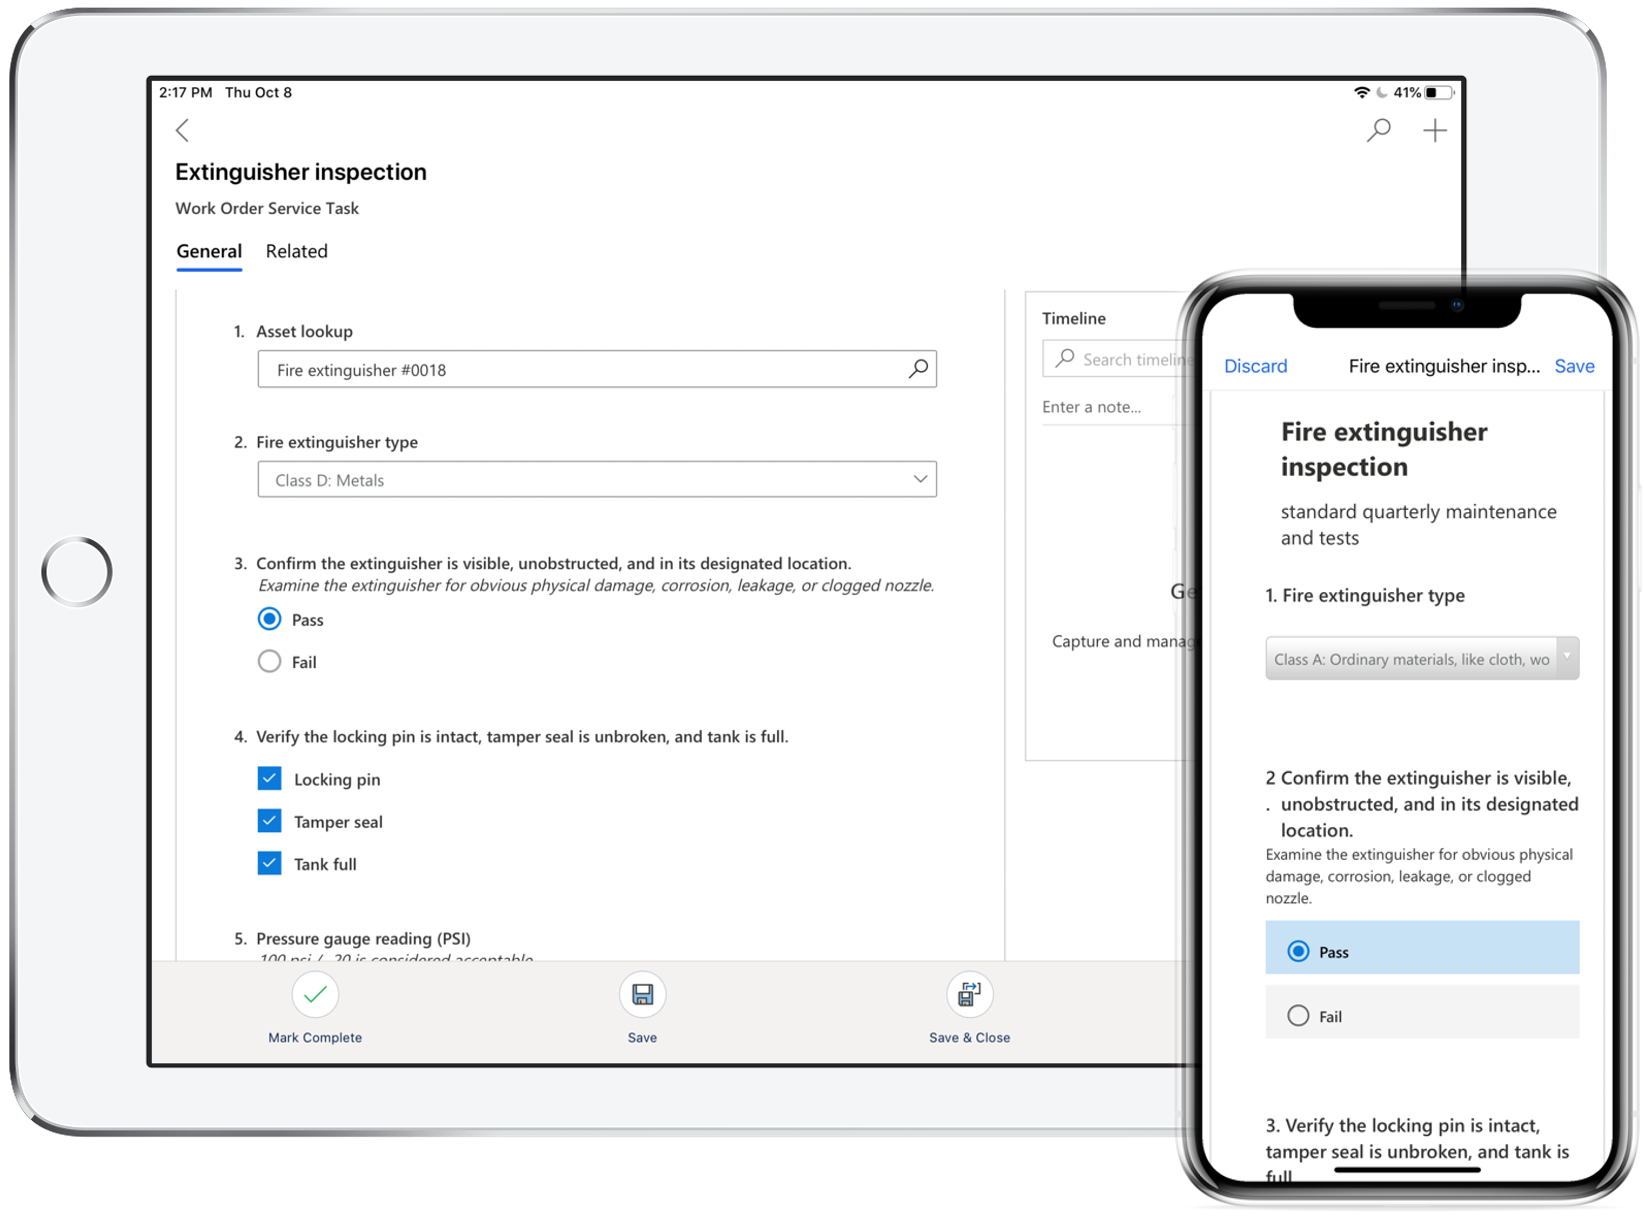 2:17 PM Thu Oct 8
41%
Extinguisher inspection
Work Order Service Task
General Related
1. Asset lookup
Fire extinguisher #0018
2. Fire extinguisher type
Class D: Metals
3. Confirm the extinguisher is visible, unobstructed, and in its designated location.
Examine the extinguisher for obvious physical damage, corrosion, leakage, or clogged nozzle.
Pass
Fail
4. Verify the locking pin is intact, tamper seal is unbroken, and tank is full.
Locking pin
Tamper seal
Tank full
5. Pressure gauge reading (PSI)
100 psi / 20 is considered acceptable
Mark Complete
Save
Save & Close
Timeline
Search timeline
Enter a note...
Ge
Capture and manag
Discard Fire extinguisher insp... Save
Fire extinguisher
inspection
standard quarterly maintenance
and tests
1. Fire extinguisher type
Class A: Ordinary materials, like cloth, wo
2 Confirm the extinguisher is visible,
. unobstructed, and in its designated
location.
Examine the extinguisher for obvious physical
damage, corrosion, leakage, or clogged
nozzle.
Pass
Fail
3. Verify the locking pin is intact,
tamper seal is unbroken, and tank is
full